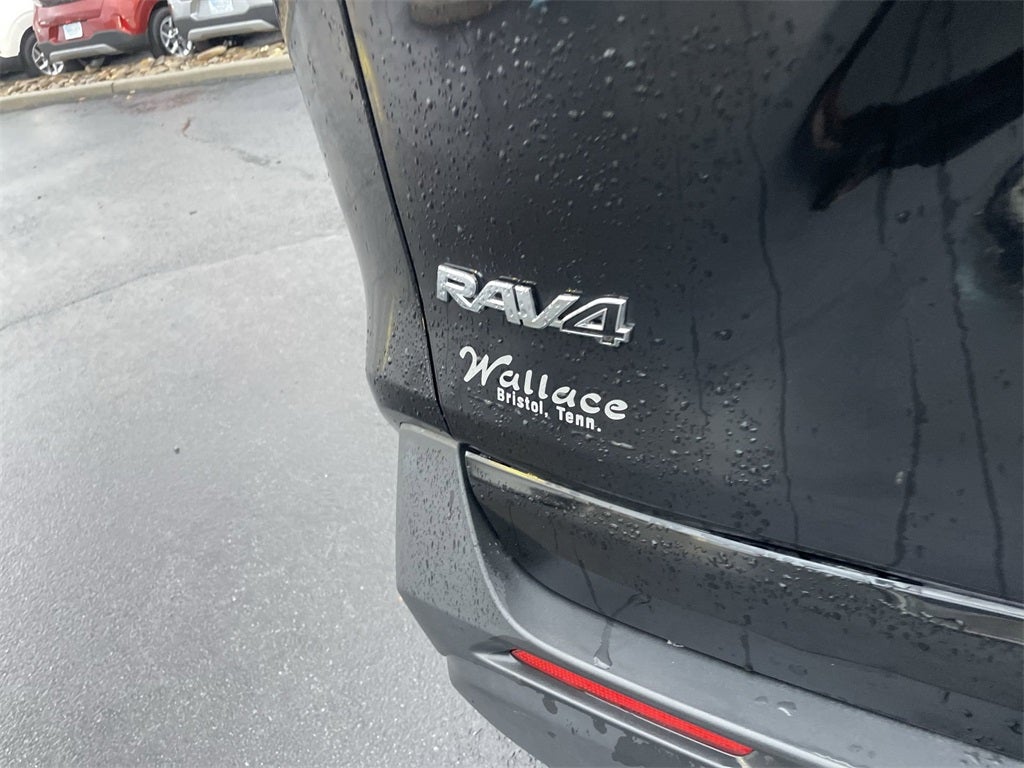 RAV4
Wallace
Bristol, Tenn.